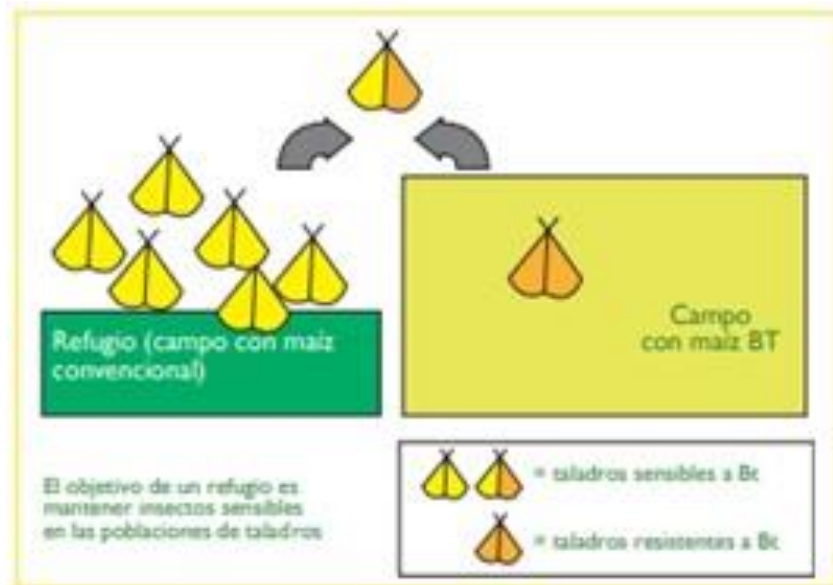 Refugio (campo con maíz
convencional)
Campo
con maíz BT
El objetivo de un refugio es
mantener insectos sensibles
en las poblaciones de taladros
= taladros sensibles a Bt
= taladros resistentes a Bt